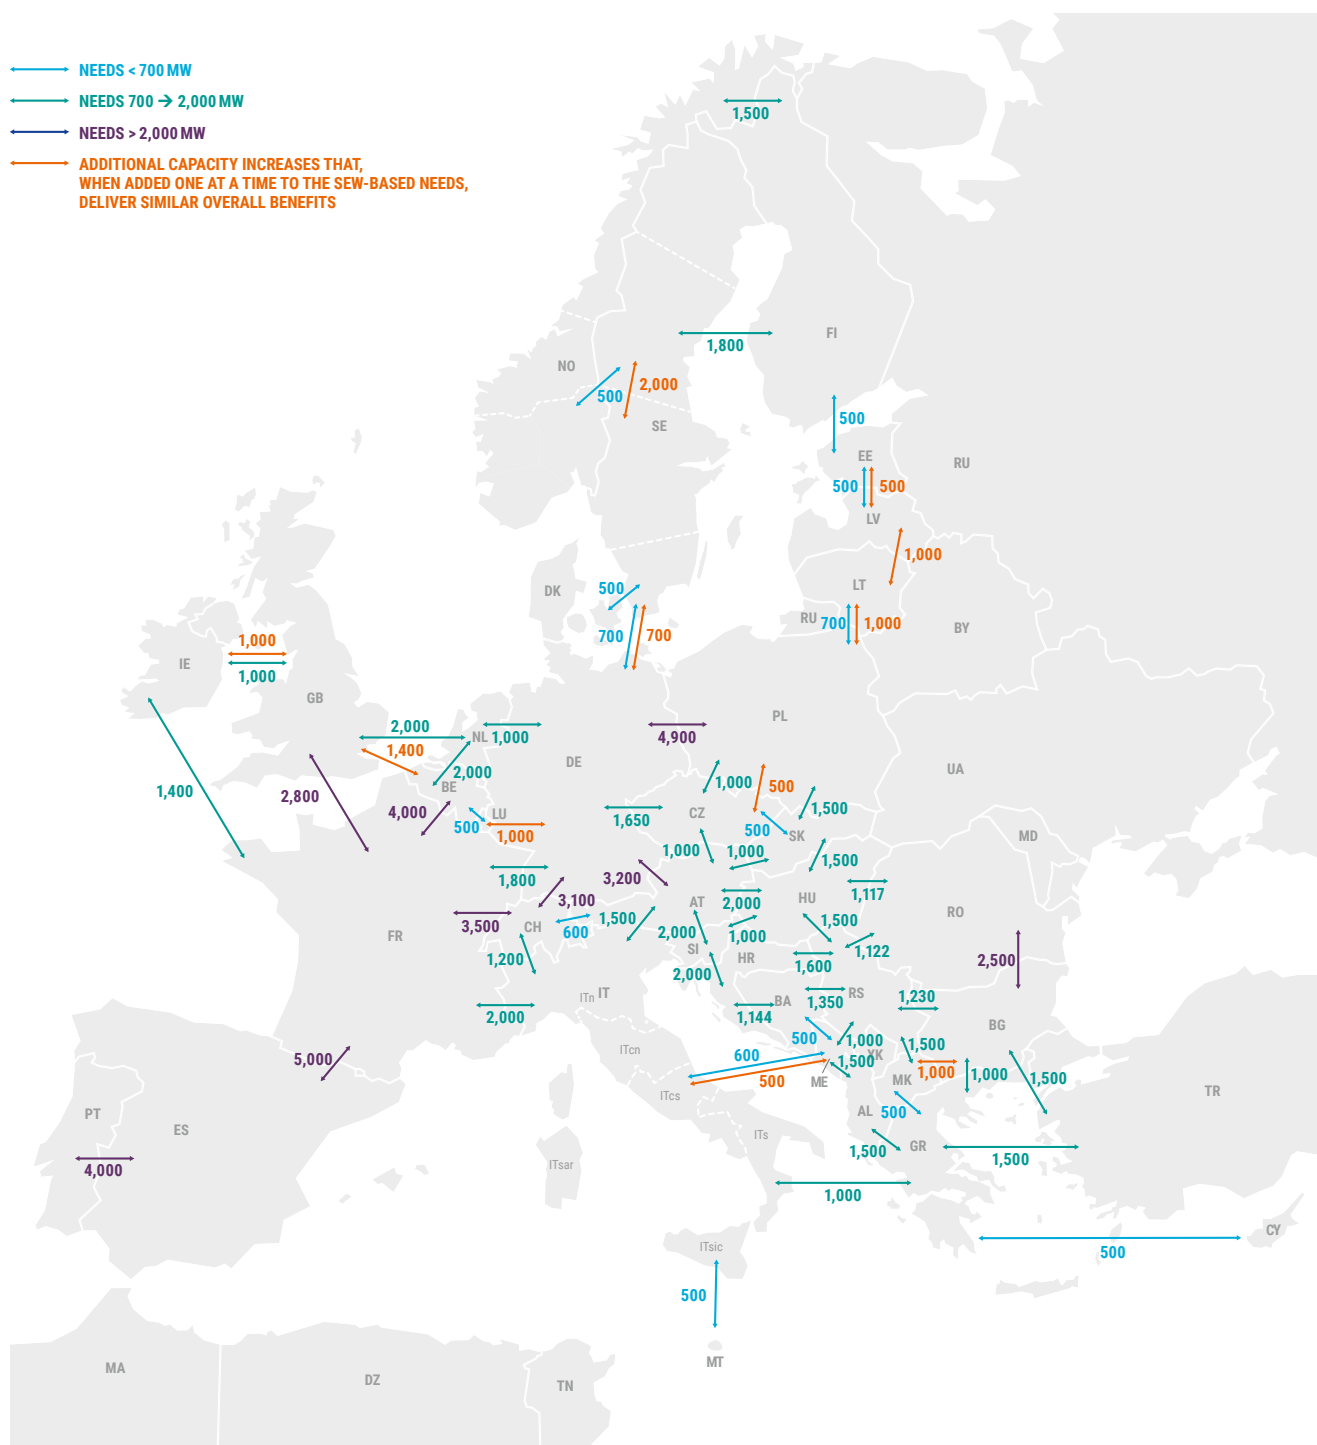 NEEDS < 700 MW
NEEDS 700 → 2,000 MW
NEEDS > 2,000 MW
ADDITIONAL CAPACITY INCREASES THAT,
WHEN ADDED ONE AT A TIME TO THE SEW-BASED NEEDS,
DELIVER SIMILAR OVERALL BENEFITS
1,500
FI
1,800
NO
2,000
500
500
SE
EE
RU
500
500
LV
1,000
LT
500
DK
RU
700
1,000
BY
700
700
1,000
IE
1,000
GB
PL
2,000
NL
1,000
4,900
1,400
DE
UA
2,000
1,000
500
BE
1,400
2,800
4,000
LU
1,650
CZ
1,500
500
1,000
500
SK
MD
1,000
1,000
1,500
1,800
3,200
1,117
3,100
AT
2,000
HU
RO
3,500
CH
600
1,500
2,000
1,000
1,500
FR
SI
HR
1,122
1,200
2,000
1,600
2,500
ITn
IT
BA
RS
1,350
1,230
2,000
1,144
BG
500
1,000
1,500
ITcn
XK
5,000
600
1,500
1,000
1,000
1,500
500
ME
MK
ITcs
TR
PT
ES
AL
500
ITs
GR
1,500
1,500
ITsar
4,000
1,000
CY
ITsic
500
500
MT
MA
DZ
TN